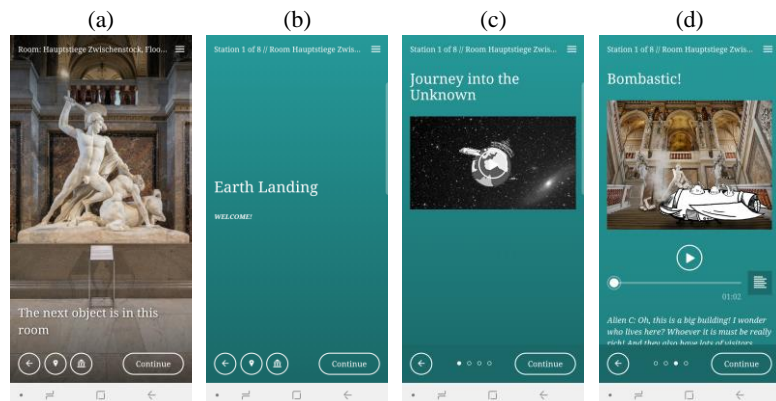 (a)
(b)
(c)
(d)
Room: Hauptstiege Zwischenstock, Floo...
The next object is in this
room
Continue
Station 1 of 8 // Room Hauptstiege Zwis...
Earth Landing
WELCOME!
Continue
Station 1 of 8 // Room Hauptstiege Zwis...
Journey into the
Unknown
Continue
Station 1 of 8 // Room Hauptstiege Zwis...
Bombastic!
01:02
Alien C: Oh, this is a big building! I wonder
who lives here? Whoever it is must be really
rich! And they also have lots of visitors
Continue